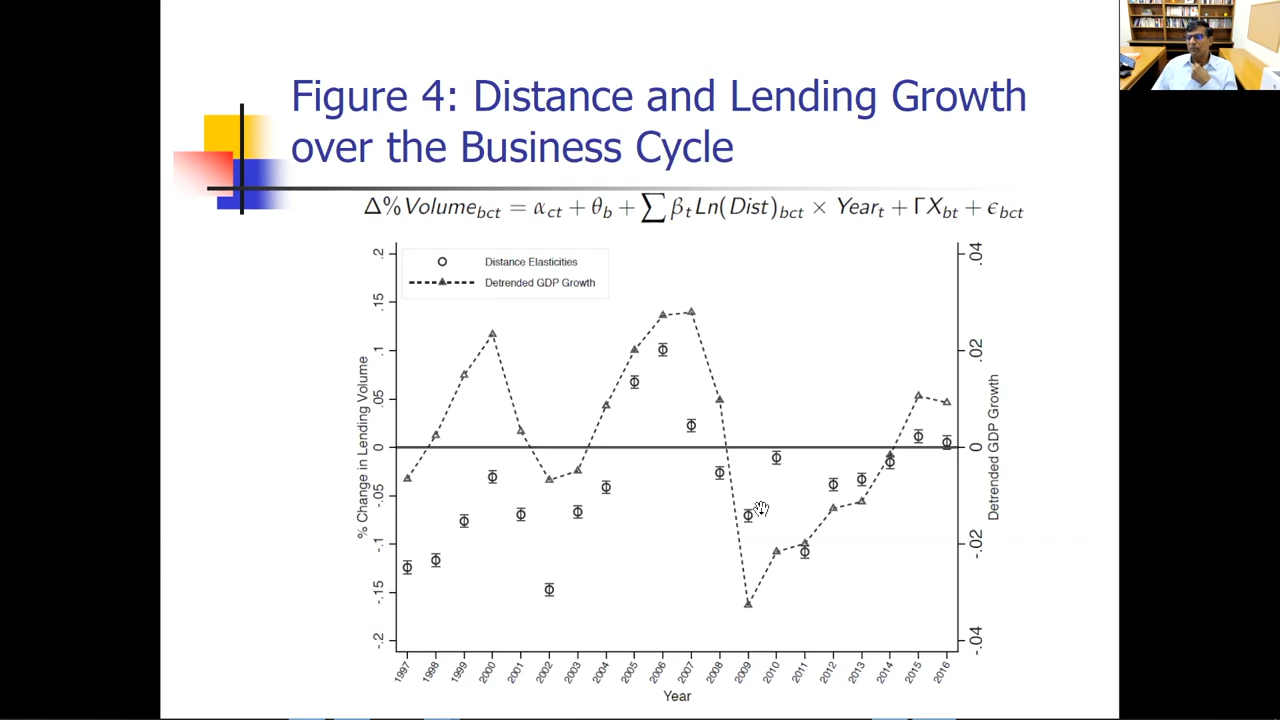 Figure 4: Distance and Lending Growth
over the Business Cycle
Δ%Volume_bct = α_ct + θ_b + ∑ β_t Ln(Dist)_bct × Year_t + ΓX_bt + ϵ_bct
Distance Elasticities
Detrended GDP Growth
% Change in Lending Volume
.2
.15
.1
.05
0
-.05
-.1
-.15
-.2
.04
.02
0
-.02
-.04
Detrended GDP Growth
1997 1998 1999 2000 2001 2002 2003 2004 2005 2006 2007 2008 2009 2010 2011 2012 2013 2014 2015 2016
Year